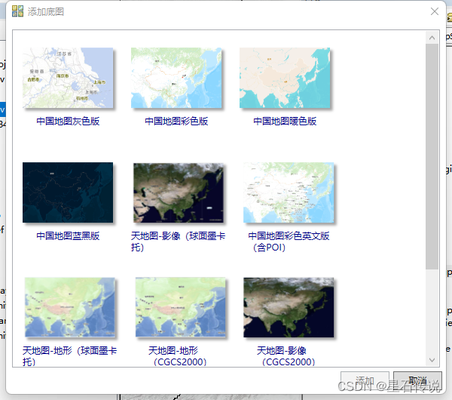 添加底图
中国地图灰色版
中国地图彩色版
中国地图暖色版
中国地图蓝黑版
天地图-影像（球面墨卡
托）
中国地图彩色英文版
（含POI）
天地图-地形（球面墨卡
托）
天地图-地形
（CGCS2000）
天地图-影像
（CGCS2000）
添加
取消
CSDN @星石传说